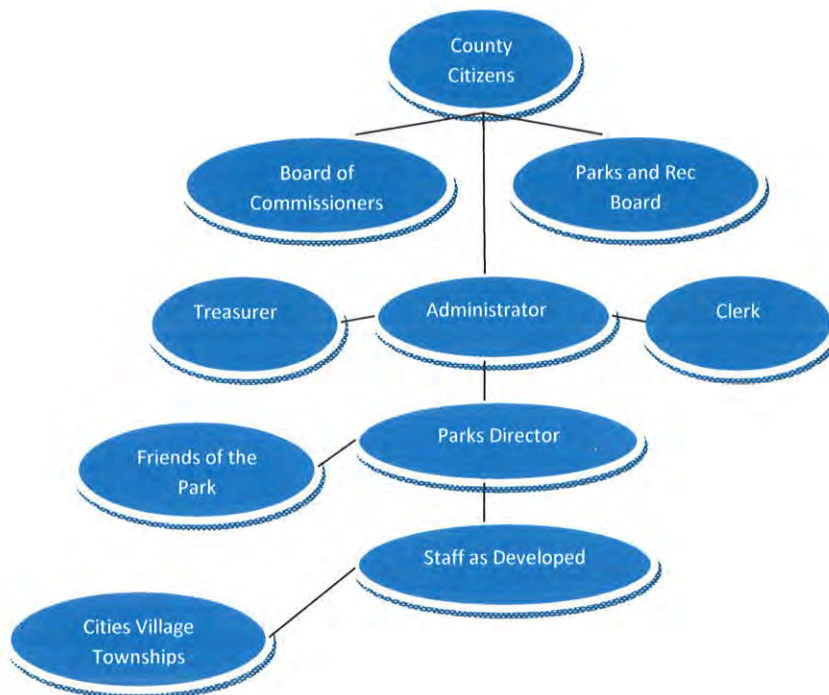 County
Citizens
Board of
Commissioners
Parks and Rec
Board
Treasurer
Administrator
Clerk
Parks Director
Friends of the
Park
Staff as Developed
Cities Village
Townships